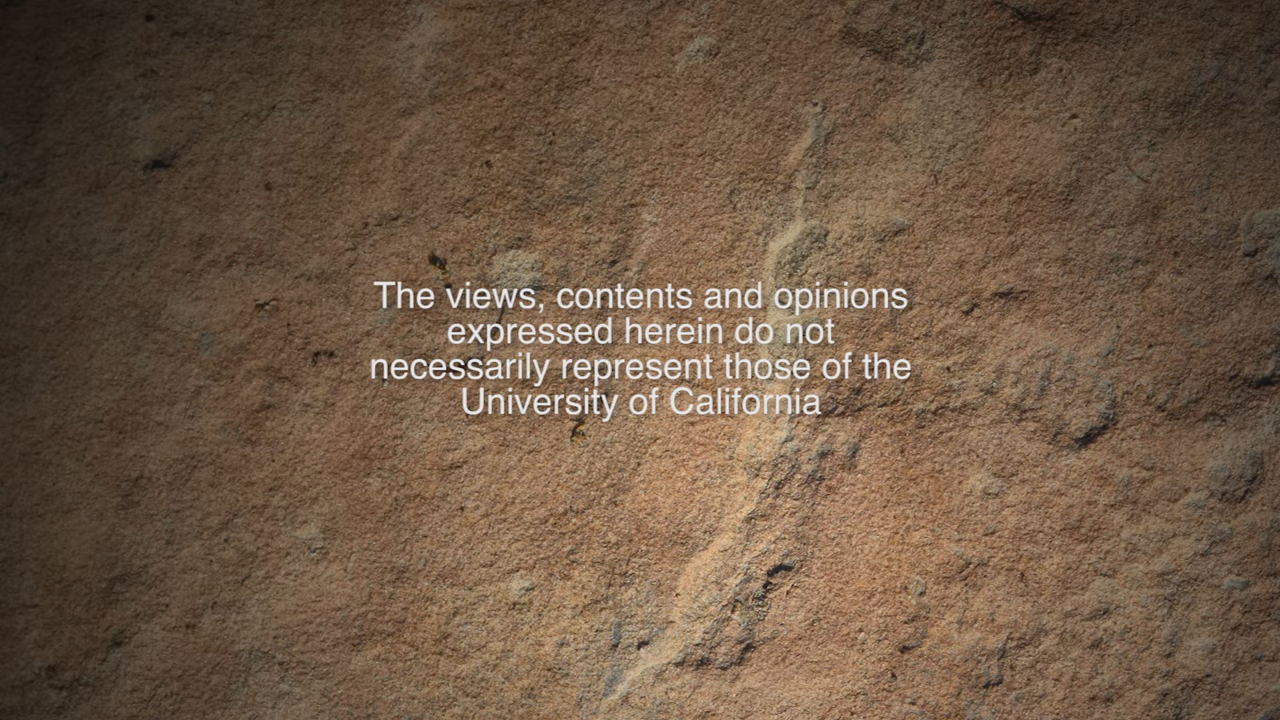 The views, contents and opinions
expressed herein do not
necessarily represent those of the
University of California